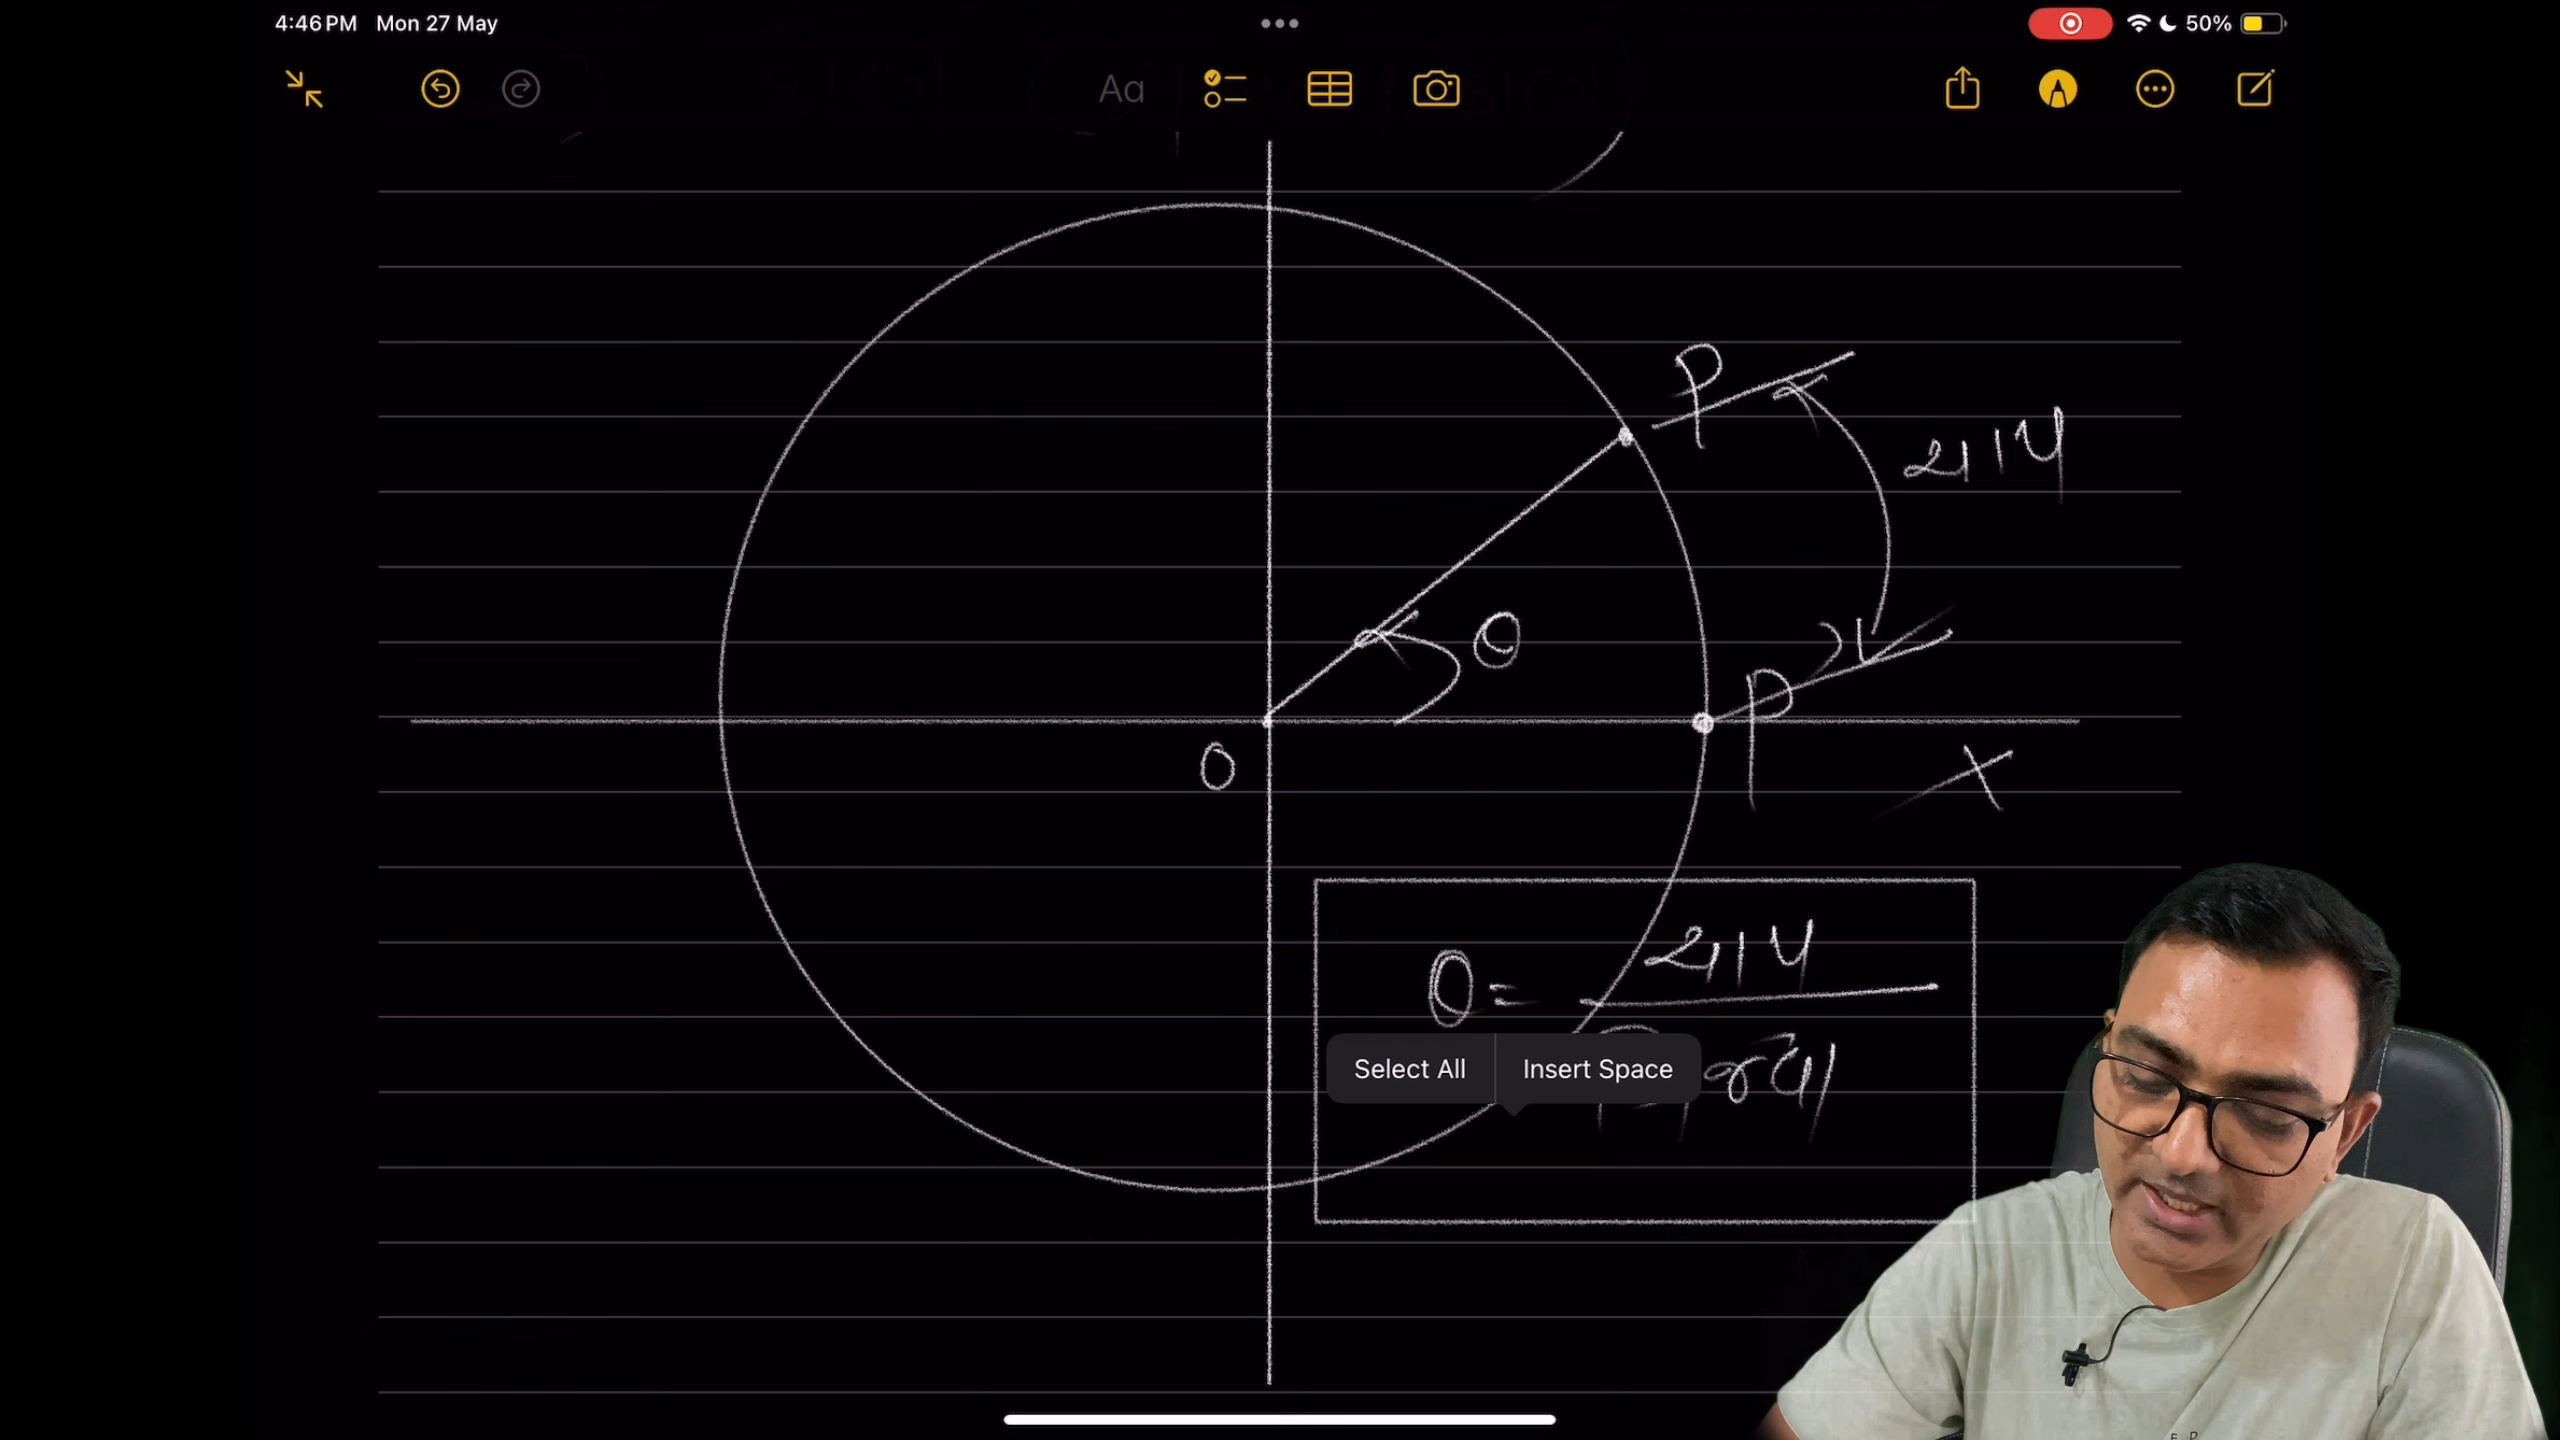 4:46 PM Mon 27 May
50%
Aa
P
ચાપ
θ
P
O
X
θ = ચાપ
Select All
Insert Space